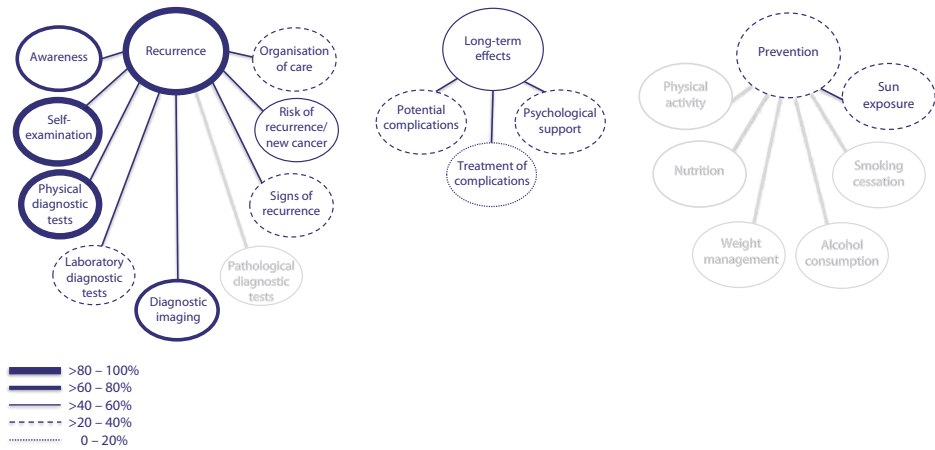 Awareness
Recurrence
Organisation
of care
Self-
examination
Risk of
recurrence/
new cancer
Physical
diagnostic
tests
Signs of
recurrence
Laboratory
diagnostic
tests
Pathological
diagnostic
tests
Diagnostic
imaging
Long-term
effects
Potential
complications
Psychological
support
Treatment of
complications
Prevention
Physical
activity
Sun
exposure
Nutrition
Smoking
cessation
Weight
management
Alcohol
consumption
>80 – 100%
>60 – 80%
>40 – 60%
>20 – 40%
0 – 20%